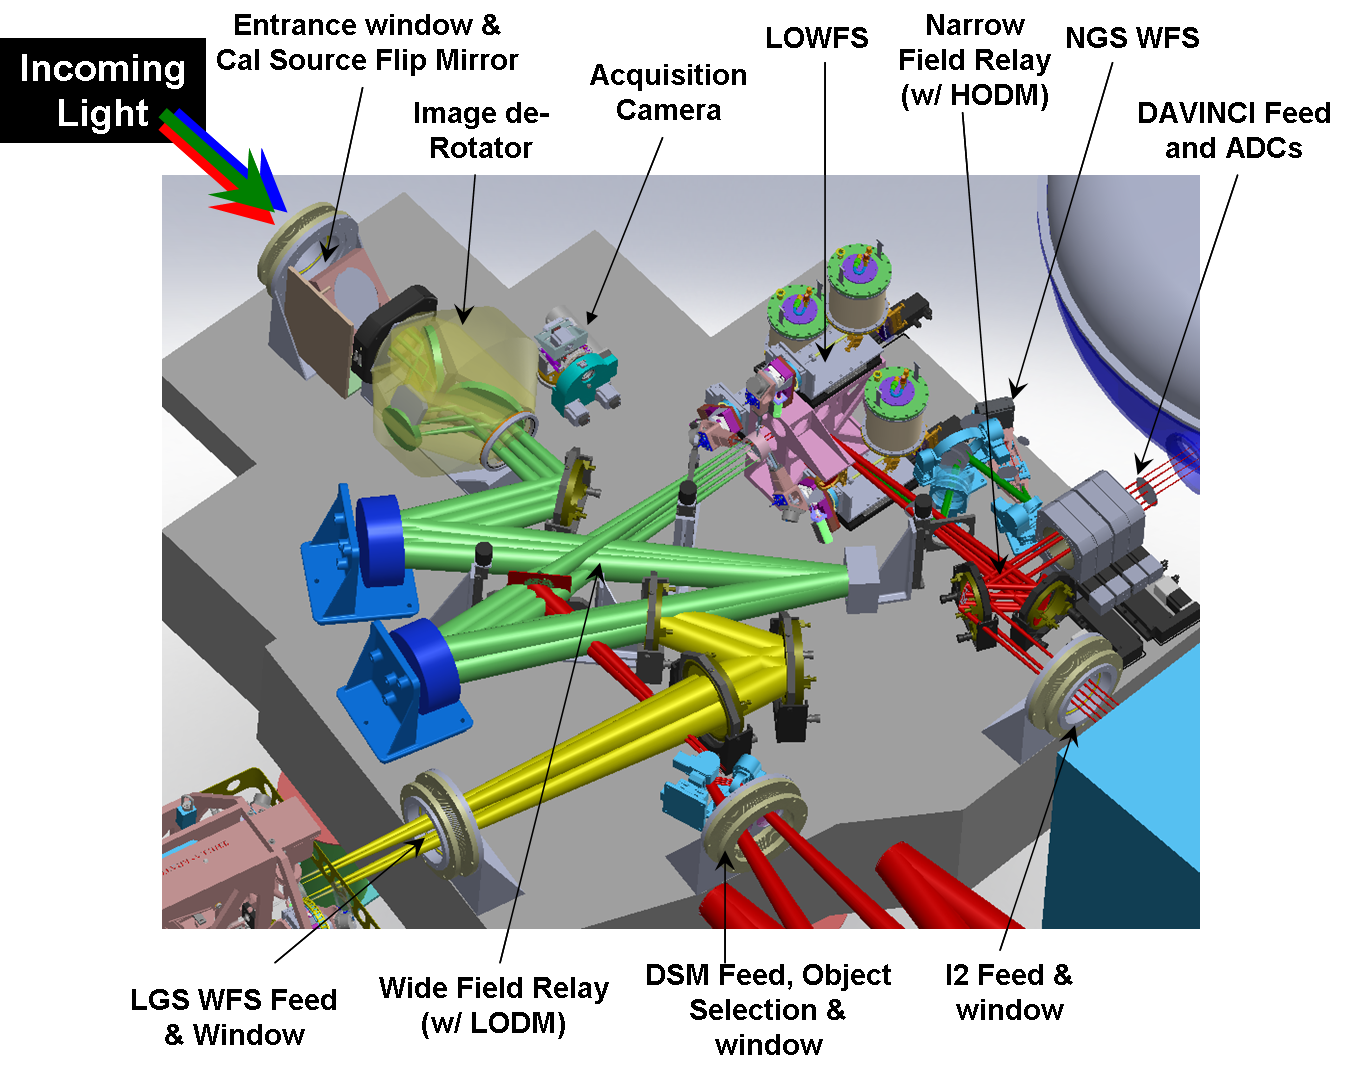 Incoming
Light
Entrance window &
Cal Source Flip Mirror
Image de-
Rotator
Acquisition
Camera
LOWFS
Narrow
Field Relay
(w/ HODM)
NGS WFS
DAVINCI Feed
and ADCs
LGS WFS Feed
& Window
Wide Field Relay
(w/ LODM)
DSM Feed, Object
Selection &
window
I2 Feed &
window